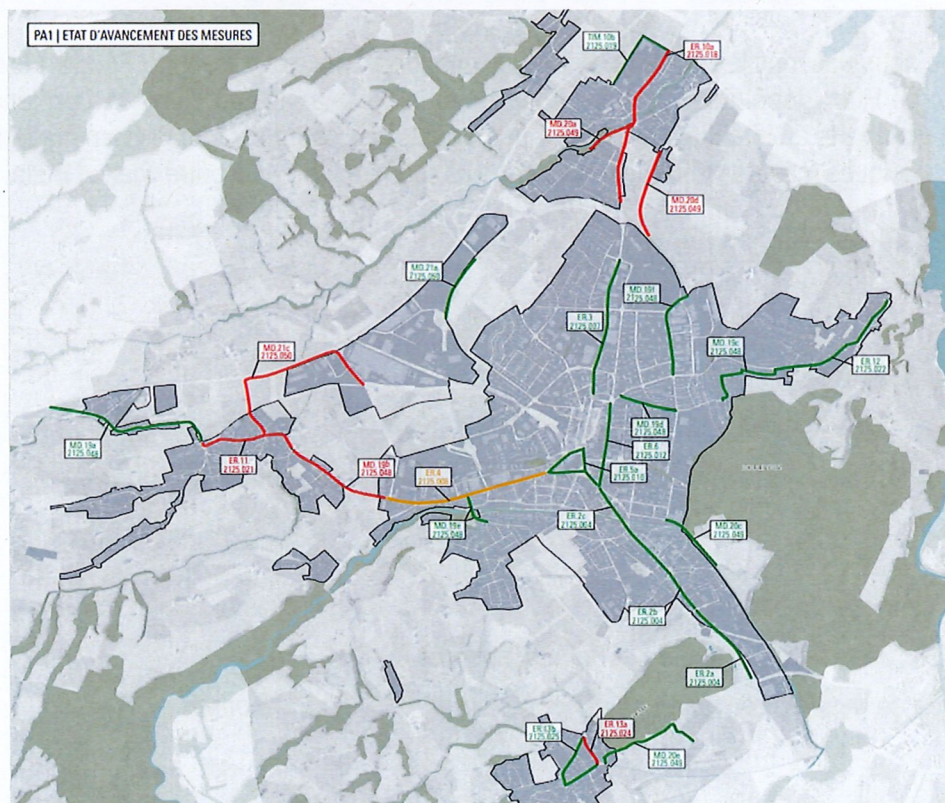 PA1 | ETAT D'AVANCEMENT DES MESURES
TIM.10b
2125.019
ER.10a
2125.018
MD.20a
2125.049
MD.20d
2125.049
MD.21a
2125.050
MD.19f
2125.048
ER.3
2125.007
MD.19c
2125.048
ER.12
2125.022
MD.21c
2125.050
MD.19d
2125.048
MD.19a
2125.048
ER.6
2125.012
ER.11
2125.021
MD.19b
2125.048
ER.4
2125.008
ER.5a
2125.010
MD.19e
2125.048
ER.2c
2125.004
MD.20c
2125.049
ER.2b
2125.004
ER.2a
2125.004
ER.13b
2125.025
ER.13a
2125.024
MD.20e
2125.049